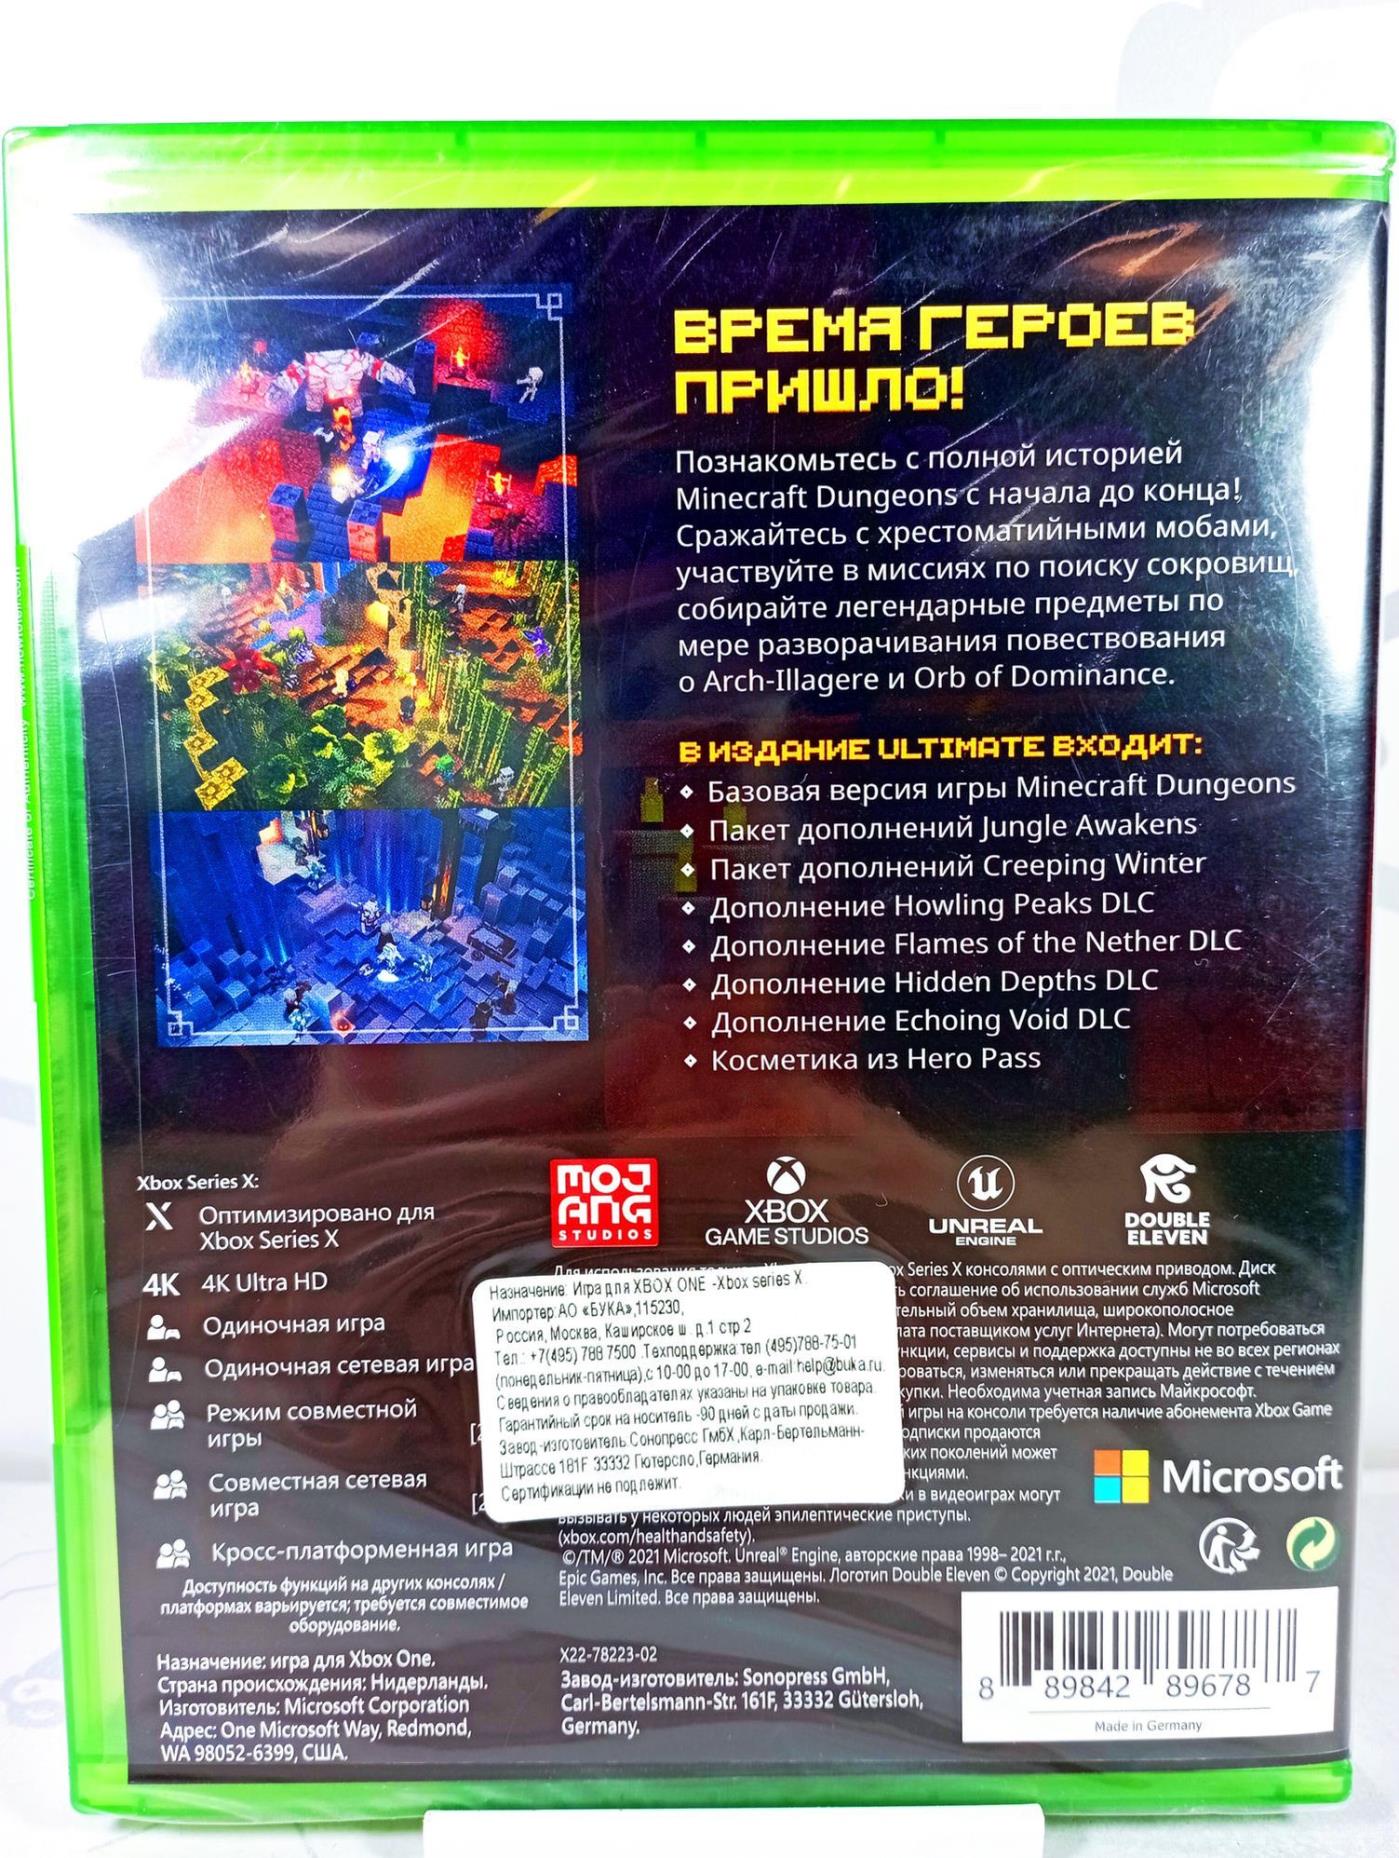 ВРЕМЯ ГЕРОЕВ
ПРИШЛО!
Познакомьтесь с полной историей
Minecraft Dungeons с начала до конца!
Сражайтесь с хрестоматийными мобами,
участвуйте в миссиях по поиску сокровищ,
собирайте легендарные предметы по
мере разворачивания повествования
о Arch-Illagere и Orb of Dominance.
В ИЗДАНИЕ ULTIMATE ВХОДИТ:
Базовая версия игры Minecraft Dungeons
Пакет дополнений Jungle Awakens
Пакет дополнений Creeping Winter
Дополнение Howling Peaks DLC
Дополнение Flames of the Nether DLC
Дополнение Hidden Depths DLC
Дополнение Echoing Void DLC
Косметика из Hero Pass
Xbox Series X:
Оптимизировано для
Xbox Series X
4K 4K Ultra HD
Одиночная игра
Одиночная сетевая игра
Режим совместной
игры
Совместная сетевая
игра
Кросс-платформенная игра
Доступность функций на других консолях /
платформах варьируется; требуется совместимое
оборудование.
Назначение: игра для Xbox One.
Страна происхождения: Нидерланды.
Изготовитель: Microsoft Corporation
Адрес: One Microsoft Way, Redmond,
WA 98052-6399, США.
MOJ
ANG
STUDIOS
XBOX
GAME STUDIOS
UNREAL
ENGINE
DOUBLE
ELEVEN
Назначение: Игра для XBOX ONE -Xbox series X.
Импортер:АО «БУКА»,115230,
Россия, Москва, Каширское ш. д.1 стр 2
Тел.: +7(495) 788 7500 .Техподдержка:тел (495)788-75-01
(понедельник-пятница),с 10-00 до 17-00, e-mail:help@buka.ru.
Сведения о правообладателях указаны на упаковке товара.
Гарантийный срок на носитель -90 дней с даты продажи.
Завод-изготовитель:Сонопресс ГмбХ,Карл-Бертельманн-
Штрассе 161F 33332 Гютерсло,Германия.
Сертификации не подлежит.
Series X консолями с оптическим приводом. Диск
соглашение об использовании служб Microsoft
объем хранилища, широкополосное
поставщиком услуг Интернета). Могут потребоваться
сервисы и поддержка доступны не во всех регионах
изменяться или прекращать действие с течением
Необходима учетная запись Майкрософт.
игры на консоли требуется наличие абонемента Xbox Game
продаются
поколений может
в видеоиграх могут
вызывать у некоторых людей эпилептические приступы.
(xbox.com/healthandsafety).
©/TM/® 2021 Microsoft. Unreal® Engine, авторские права 1998– 2021 г.г.,
Epic Games, Inc. Все права защищены. Логотип Double Eleven © Copyright 2021, Double
Eleven Limited. Все права защищены.
Microsoft
X22-78223-02
Завод-изготовитель: Sonopress GmbH,
Carl-Bertelsmann-Str. 161F, 33332 Gütersloh,
Germany.
8 89842 89678 7
Made in Germany